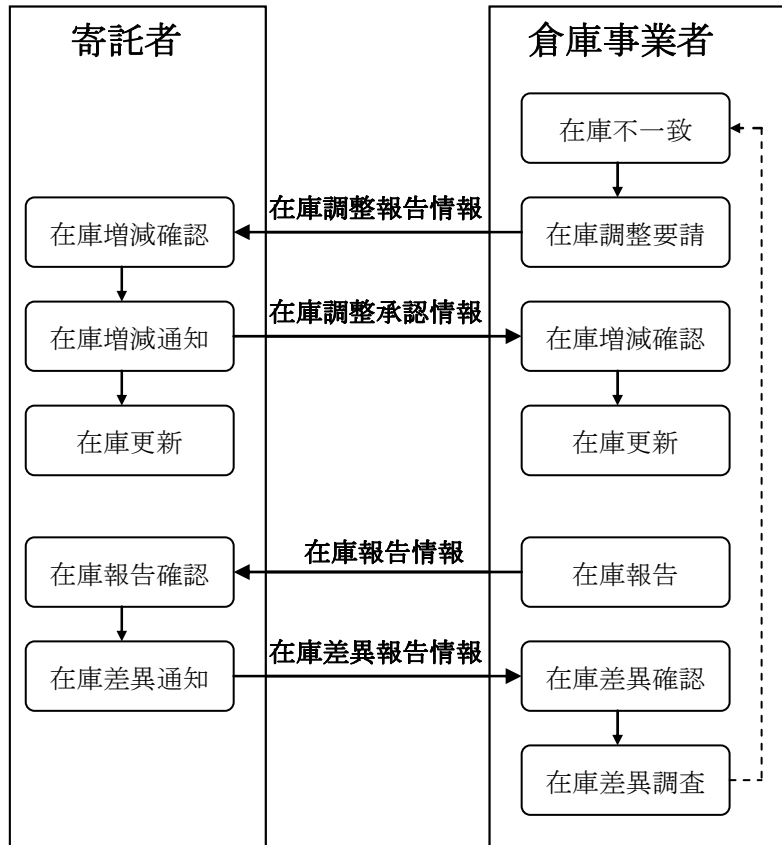 寄託者
倉庫事業者
在庫不一致
在庫調整報告情報
在庫増減確認
在庫調整要請
在庫調整承認情報
在庫増減通知
在庫増減確認
在庫更新
在庫更新
在庫報告情報
在庫報告確認
在庫報告
在庫差異報告情報
在庫差異通知
在庫差異確認
在庫差異調査